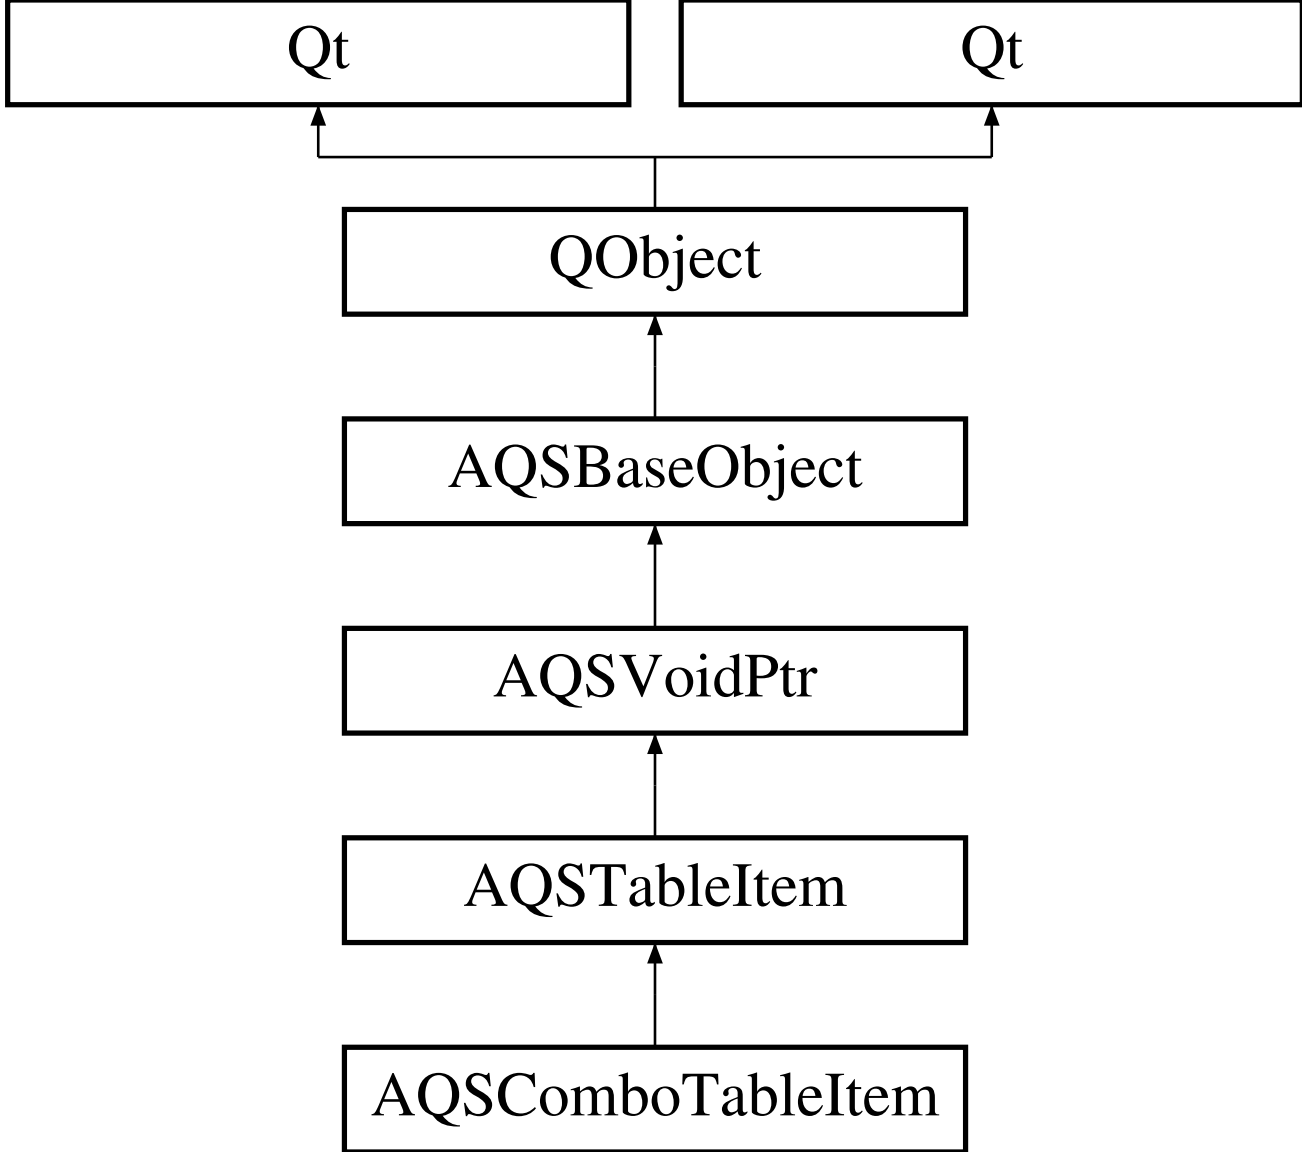 Qt
Qt
QObject
AQSBaseObject
AQSVoidPtr
AQSTableItem
AQSComboTableItem